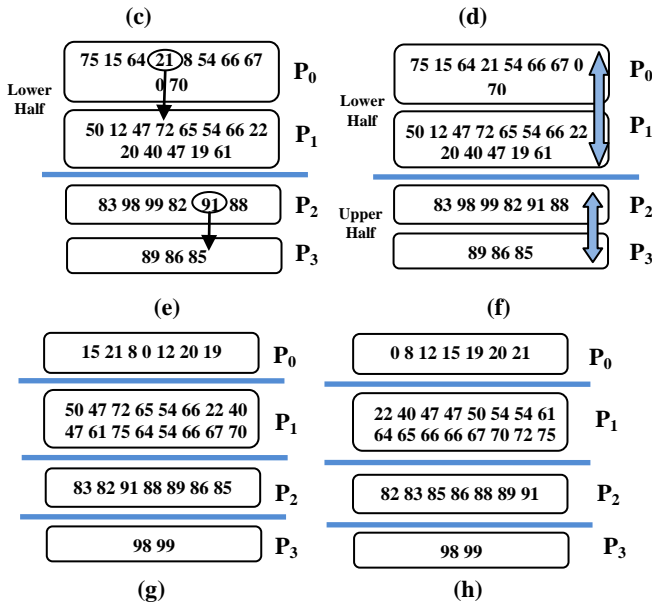 (c)
75 15 64 21 8 54 66 67
0 70
P0
Lower
Half
50 12 47 72 65 54 66 22
20 40 47 19 61
P1
83 98 99 82 91 88
P2
89 86 85
P3
(e)
(d)
75 15 64 21 54 66 67 0
70
P0
Lower
Half
50 12 47 72 65 54 66 22
20 40 47 19 61
P1
83 98 99 82 91 88
P2
Upper
Half
89 86 85
P3
(f)
15 21 8 0 12 20 19
P0
50 47 72 65 54 66 22 40
47 61 75 64 54 66 67 70
P1
83 82 91 88 89 86 85
P2
98 99
P3
(g)
0 8 12 15 19 20 21
P0
22 40 47 47 50 54 54 61
64 65 66 66 67 70 72 75
P1
82 83 85 86 88 89 91
P2
98 99
P3
(h)